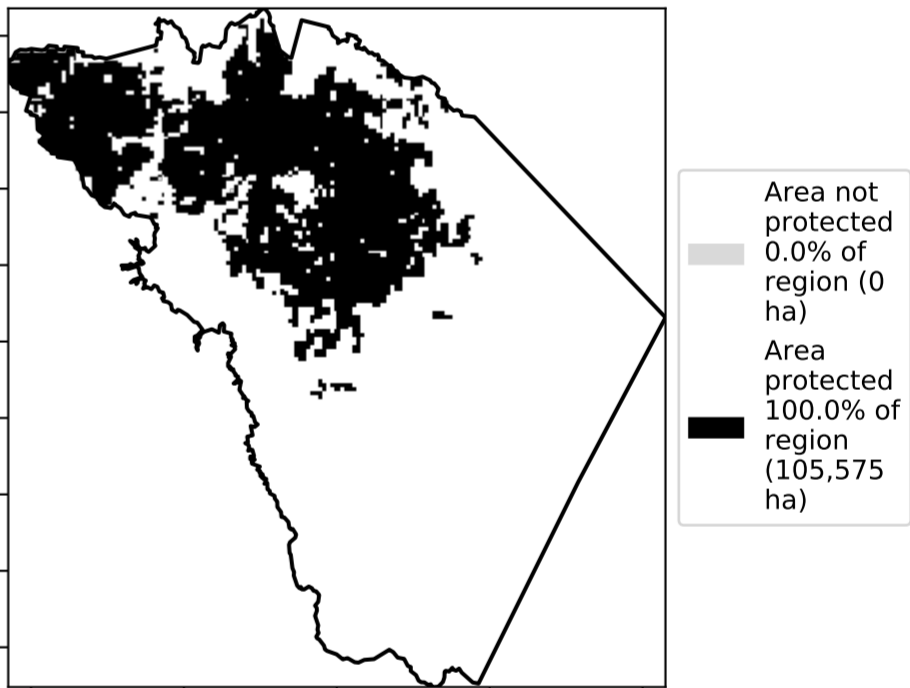 Area not
protected
0.0% of
region (0
ha)
Area
protected
100.0% of
region
(105,575
ha)